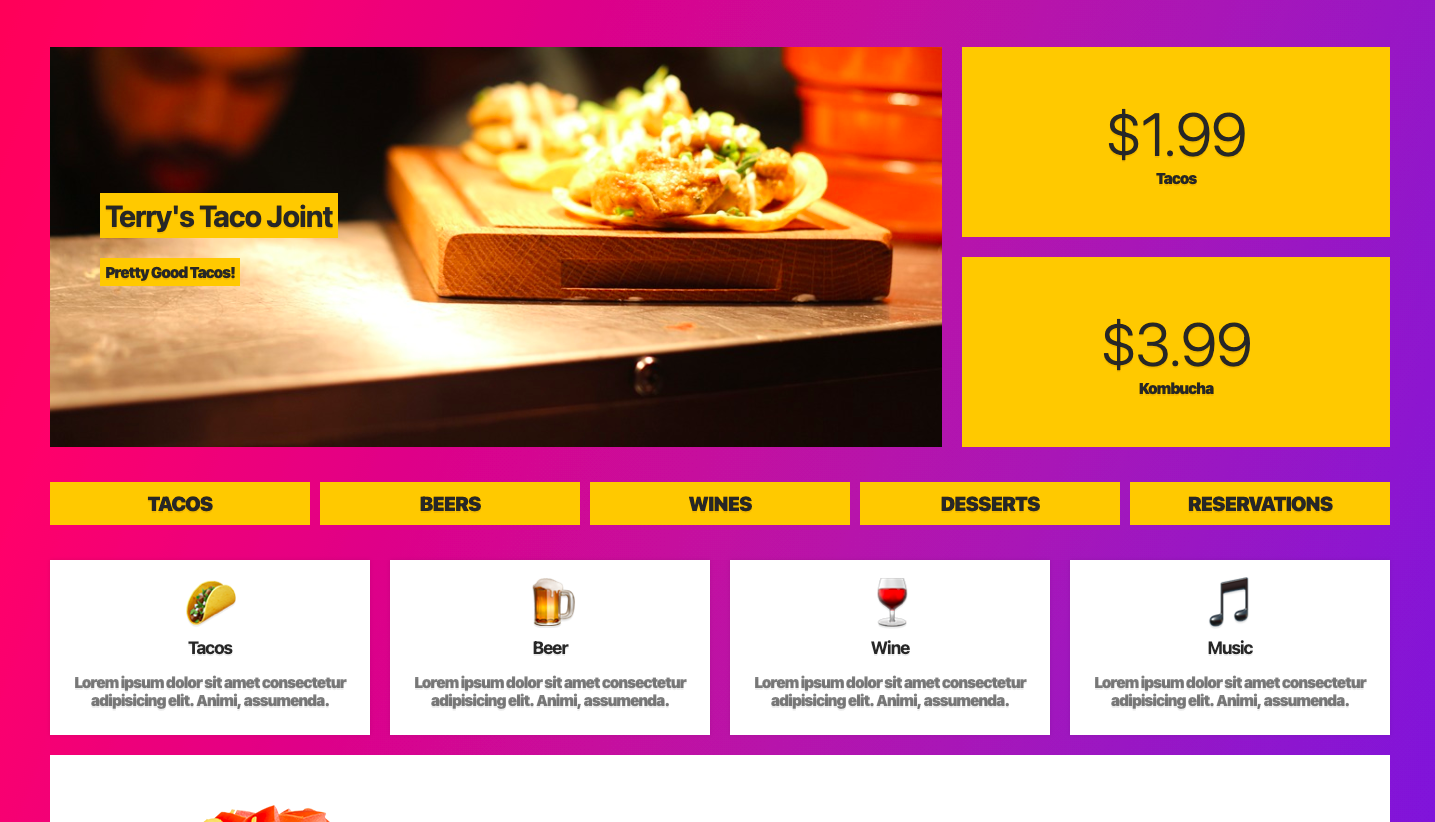 Terry's Taco Joint
Pretty Good Tacos!
$1.99
Tacos
$3.99
Kombucha
TACOS
BEERS
WINES
DESSERTS
RESERVATIONS
Tacos
Lorem ipsum dolor sit amet consectetur
adipisicing elit. Animi, assumenda.
Beer
Lorem ipsum dolor sit amet consectetur
adipisicing elit. Animi, assumenda.
Wine
Lorem ipsum dolor sit amet consectetur
adipisicing elit. Animi, assumenda.
Music
Lorem ipsum dolor sit amet consectetur
adipisicing elit. Animi, assumenda.